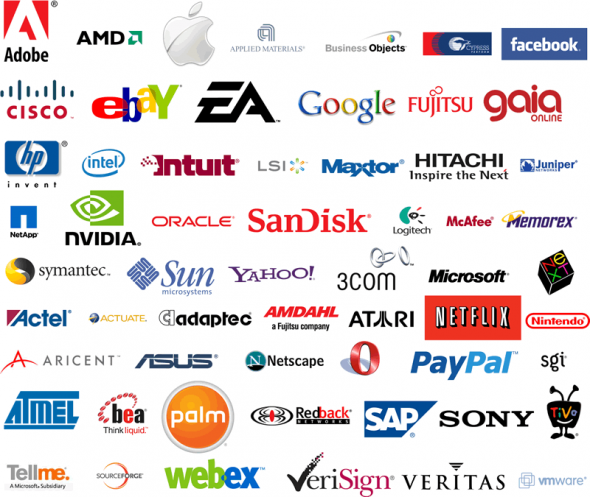 Adobe
AMD
APPLIED MATERIALS®
Business Objects
CYPRESS
facebook.
CISCO
ebaY
EA
Google
FUJITSU
gaia
ONLINE
hp
invent
intel
Intuit
LSI
Maxtor
HITACHI
Inspire the Next
Juniper
NETWORKS
NetApp
NVIDIA.
ORACLE
SanDisk
Logitech
McAfee
Memorex
symantec
Sun
microsystems
YAHOO!
3COM
Microsoft
NeXT
Actel
ACTUATE
adaptec
AMDAHL
a Fujitsu company
ATARI
NETFLIX
Nintendo
ARICENT
ASUS
Netscape
PayPal
sgi
ATMEL
bea
Think liquid.
palm
Redback
NETWORKS
SAP
SONY
TiVo
Tellme.
A Microsoft Subsidiary
SOURCEFORGE
webex
VeriSign
VERITAS
vmware